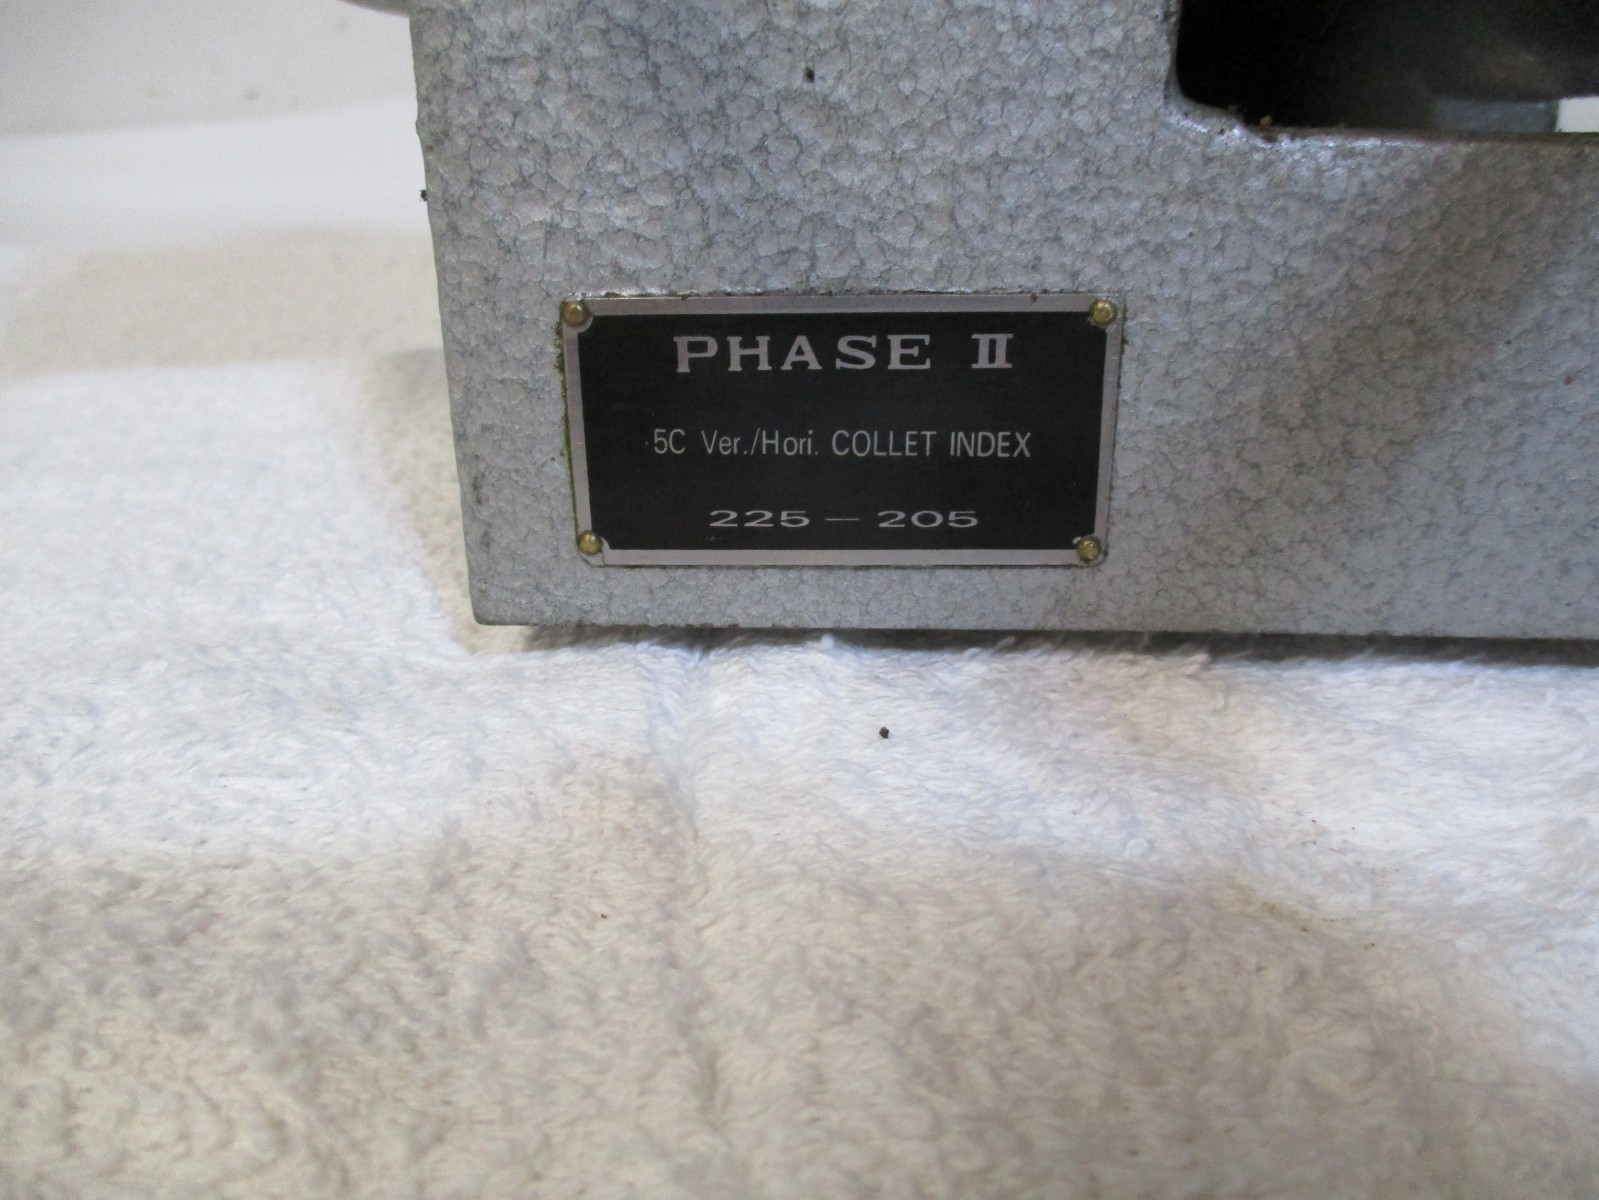 PHASE II
5C Ver./Hori. COLLET INDEX
225-205